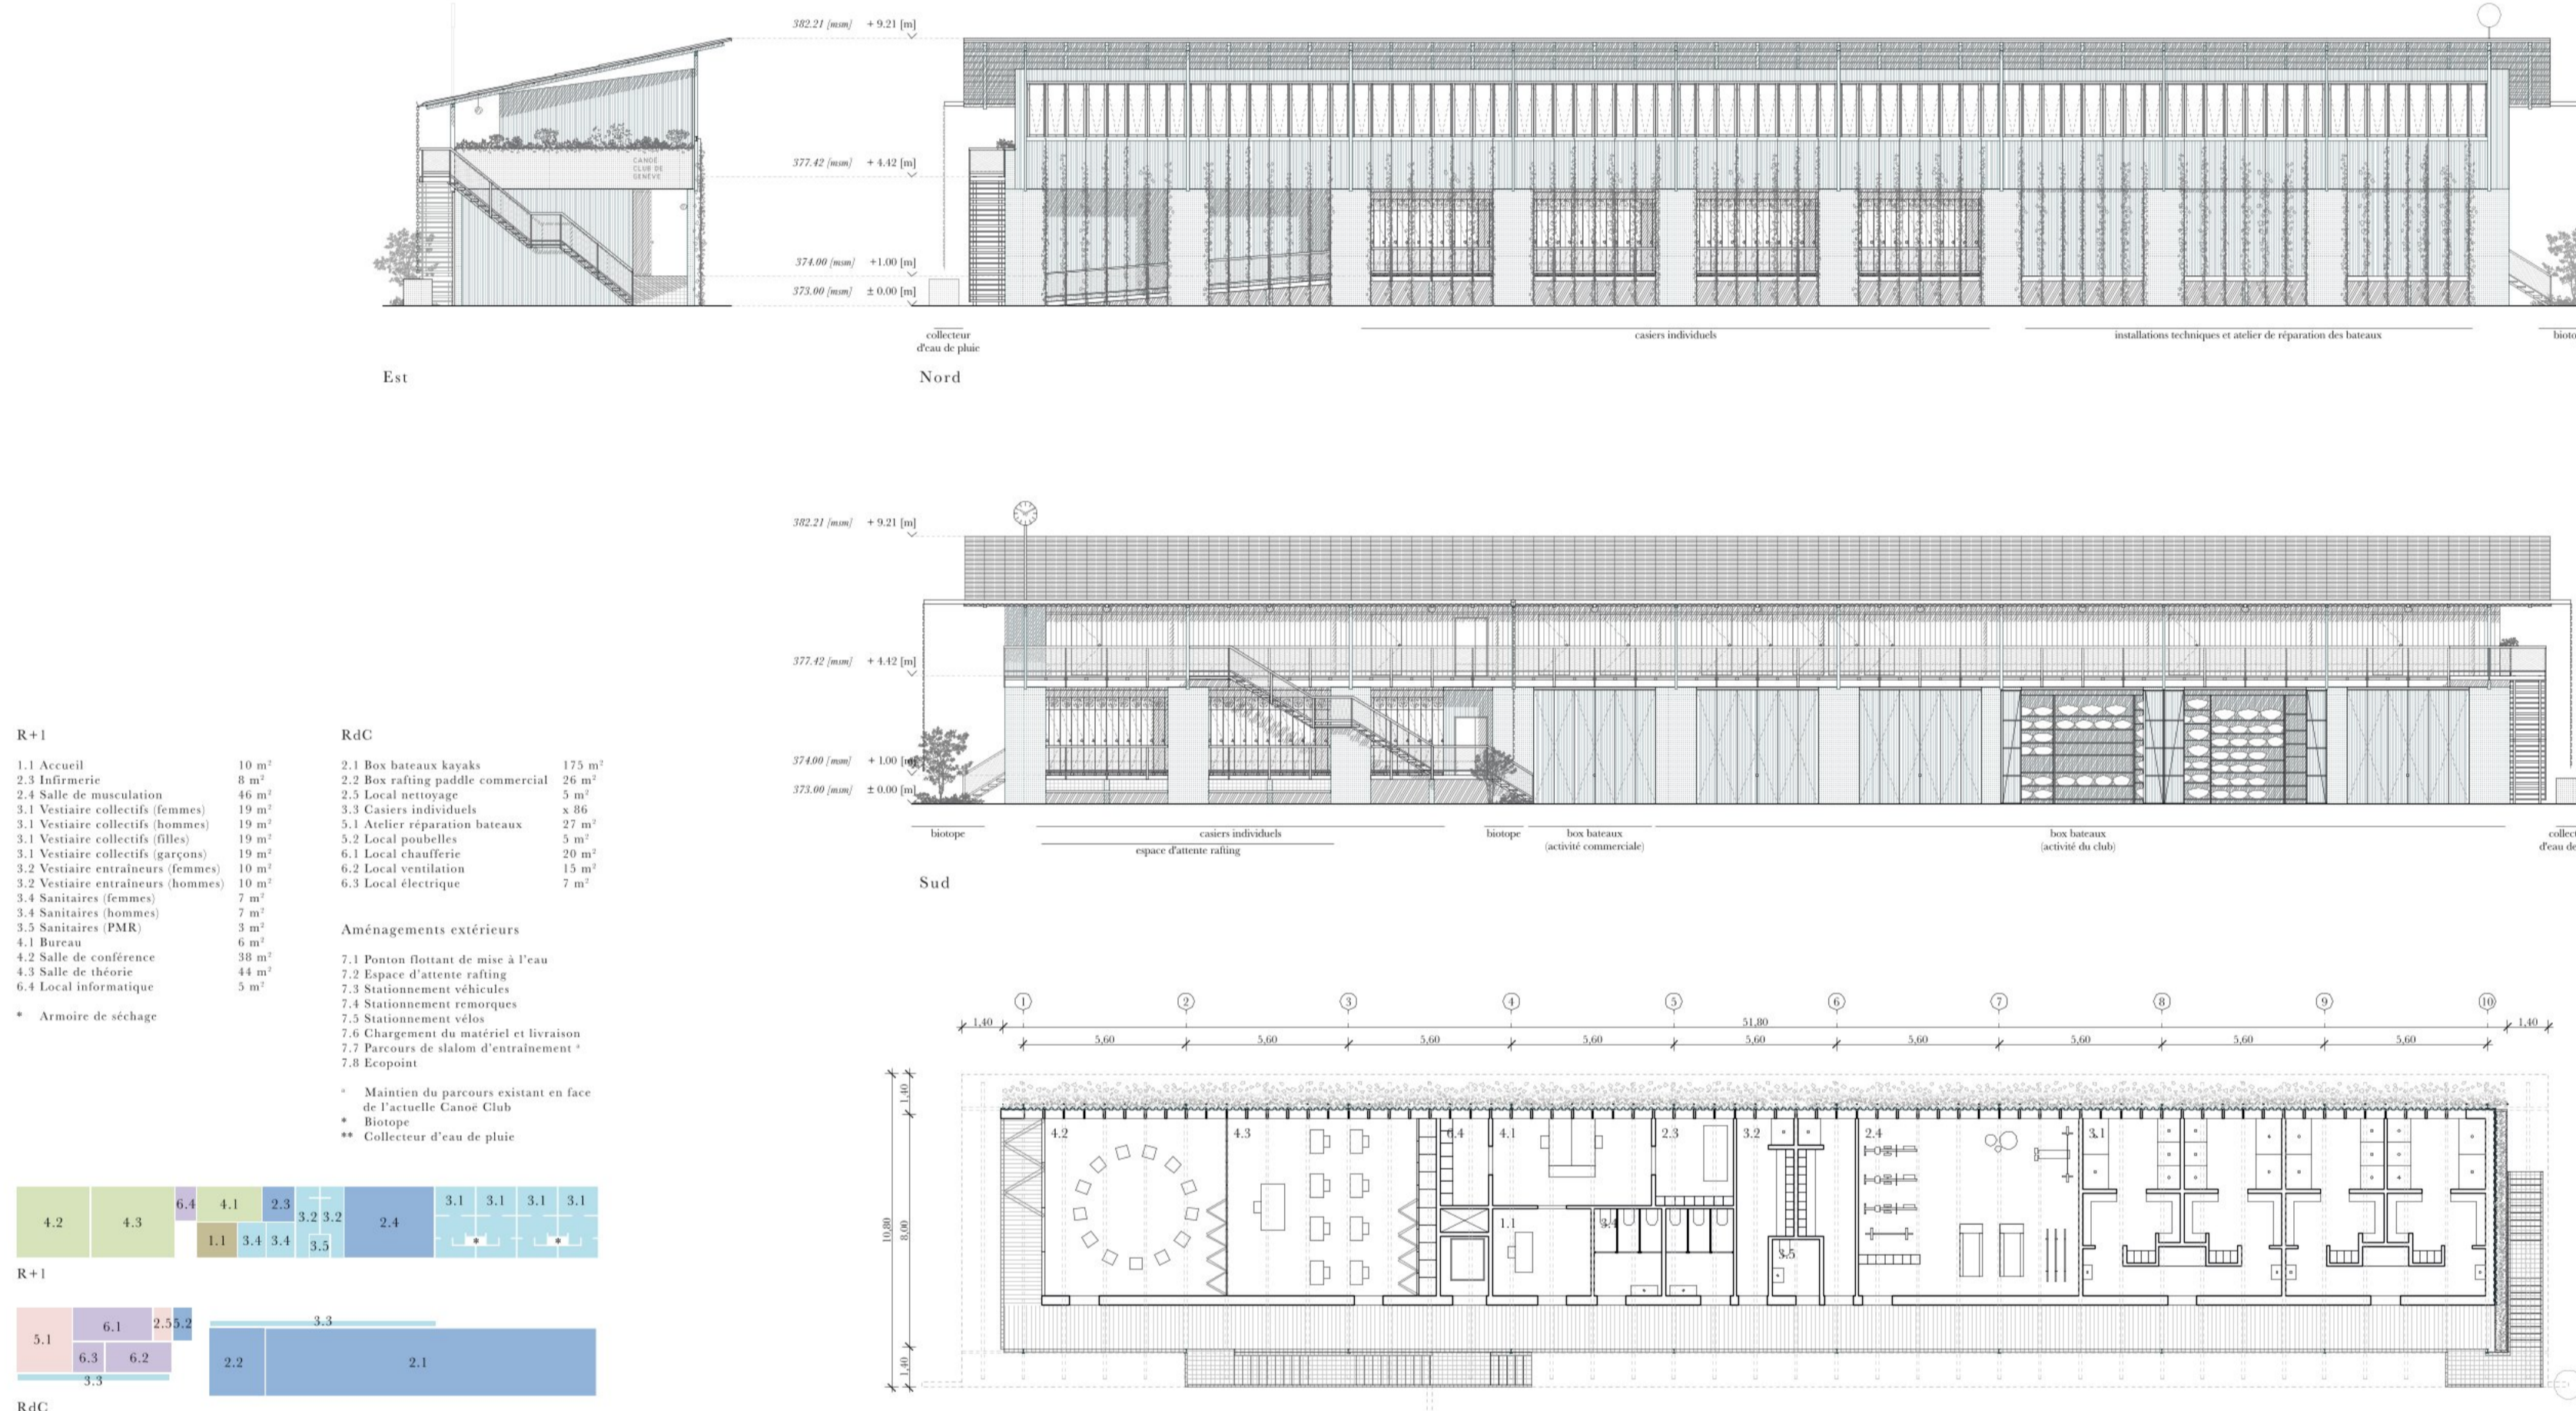 382.21 [msm] + 9.21 [m]
CANOË
CLUB DE
GENÈVE
377.42 [msm] + 4.42 [m]
374.00 [msm] +1.00 [m]
373.00 [msm] ± 0.00 [m]
collecteur
d'eau de pluie
casiers individuels
installations techniques et atelier de réparation des bateaux
Est
Nord
382.21 [msm] + 9.21 [m]
377.42 [msm] + 4.42 [m]
374.00 [msm] + 1.00 [m]
373.00 [msm] ± 0.00 [m]
biotope
casiers individuels
espace d'attente rafting
biotope
box bateaux
(activité commerciale)
box bateaux
(activité du club)
Sud
R+1
1.1 Accueil 10 m²
2.3 Infirmerie 8 m²
2.4 Salle de musculation 46 m²
3.1 Vestiaire collectifs (femmes) 19 m²
3.1 Vestiaire collectifs (hommes) 19 m²
3.1 Vestiaire collectifs (filles) 19 m²
3.1 Vestiaire collectifs (garçons) 19 m²
3.2 Vestiaire entraîneurs (femmes) 10 m²
3.2 Vestiaire entraîneurs (hommes) 10 m²
3.4 Sanitaires (femmes) 7 m²
3.4 Sanitaires (hommes) 7 m²
3.5 Sanitaires (PMR) 3 m²
4.1 Bureau 6 m²
4.2 Salle de conférence 38 m²
4.3 Salle de théorie 44 m²
6.4 Local informatique 5 m²
* Armoire de séchage
RdC
2.1 Box bateaux kayaks 175 m²
2.2 Box rafting paddle commercial 26 m²
2.5 Local nettoyage 5 m²
3.3 Casiers individuels x 86
5.1 Atelier réparation bateaux 27 m²
5.2 Local poubelles 5 m²
6.1 Local chaufferie 20 m²
6.2 Local ventilation 15 m²
6.3 Local électrique 7 m²
Aménagements extérieurs
7.1 Ponton flottant de mise à l'eau
7.2 Espace d'attente rafting
7.3 Stationnement véhicules
7.4 Stationnement remorques
7.5 Stationnement vélos
7.6 Chargement du matériel et livraison
7.7 Parcours de slalom d'entraînement ª
7.8 Ecopoint
ª Maintien du parcours existant en face
de l'actuelle Canoë Club
* Biotope
** Collecteur d'eau de pluie
4.2 4.3 6.4 4.1 2.3 3.2 3.2 2.4 3.1 3.1 3.1 3.1
1.1 3.4 3.4 3.5 * *
R+1
5.1 6.1 2.5 5.2 3.3
6.3 6.2 2.2 2.1
3.3
RdC
1 2 3 4 5 6 7 8 9 10
1,40 51,80 1,40
5,60 5,60 5,60 5,60 5,60 5,60 5,60 5,60 5,60
1,40
10,80 8,00
1,40
4.2 4.3 6.4 4.1 2.3 3.2 2.4 3.1
1.1 3.4 3.5